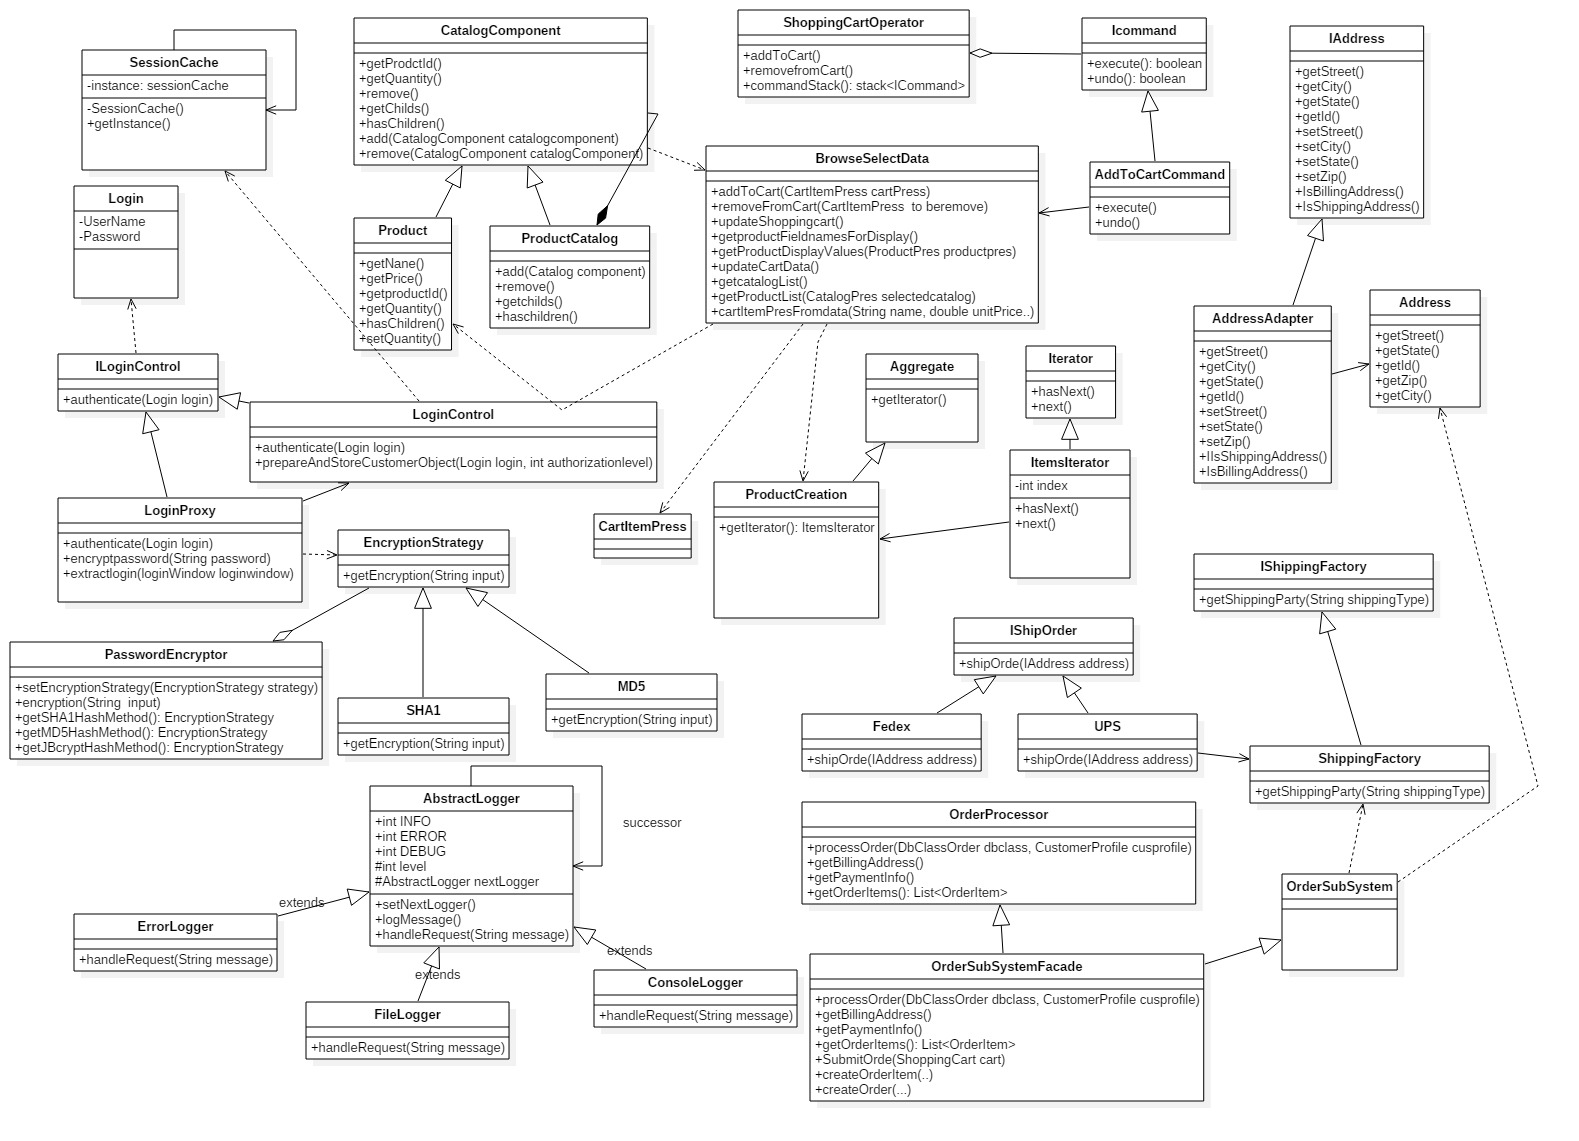 SessionCache
-instance: sessionCache
-SessionCache()
+getInstance()
CatalogComponent
+getProdctId()
+getQuantity()
+remove()
+getChilds()
+hasChildren()
+add(CatalogComponent catalogcomponent)
+remove(CatalogComponent catalogComponent)
ShoppingCartOperator
+addToCart()
+removefromCart()
+commandStack(): stack<ICommand>
Icommand
+execute(): boolean
+undo(): boolean
IAddress
+getStreet()
+getCity()
+getState()
+getId()
+setStreet()
+setCity()
+setState()
+setZip()
+IsBillingAddress()
+IsShippingAddress()
Login
-UserName
-Password
Product
+getNane()
+getPrice()
+getproductId()
+getQuantity()
+hasChildren()
+setQuantity()
ProductCatalog
+add(Catalog component)
+remove()
+getchilds()
+haschildren()
BrowseSelectData
+addToCart(CartItemPress cartPress)
+removeFromCart(CartItemPress  to beremove)
+updateShoppingcart()
+getproductFieldnamesForDisplay()
+getProductDisplayValues(ProductPres productpres)
+updateCartData()
+getcatalogList()
+getProductList(CatalogPres selectedcatalog)
+cartItemPresFromdata(String name, double unitPrice..)
AddToCartCommand
+execute()
+undo()
AddressAdapter
+getStreet()
+getCity()
+getState()
+getId()
+setStreet()
+setState()
+setZip()
+IIsShippingAddress()
+IsBillingAddress()
Address
+getStreet()
+getState()
+getId()
+getZip()
+getCity()
ILoginControl
+authenticate(Login login)
LoginControl
+authenticate(Login login)
+prepareAndStoreCustomerObject(Login login, int authorizationlevel)
Aggregate
+getIterator()
Iterator
+hasNext()
+next()
ItemsIterator
-int index
+hasNext()
+next()
LoginProxy
+authenticate(Login login)
+encryptpassword(String password)
+extractlogin(loginWindow loginwindow)
EncryptionStrategy
+getEncryption(String input)
CartItemPress
ProductCreation
+getIterator(): ItemsIterator
IShippingFactory
+getShippingParty(String shippingType)
PasswordEncryptor
+setEncryptionStrategy(EncryptionStrategy strategy)
+encryption(String  input)
+getSHA1HashMethod(): EncryptionStrategy
+getMD5HashMethod(): EncryptionStrategy
+getJBcryptHashMethod(): EncryptionStrategy
SHA1
+getEncryption(String input)
MD5
+getEncryption(String input)
IShipOrder
+shipOrde(IAddress address)
Fedex
+shipOrde(IAddress address)
UPS
+shipOrde(IAddress address)
ShippingFactory
+getShippingParty(String shippingType)
AbstractLogger
+int INFO
+int ERROR
+int DEBUG
#int level
#AbstractLogger nextLogger
+setNextLogger()
+logMessage()
+handleRequest(String message)
successor
OrderProcessor
+processOrder(DbClassOrder dbclass, CustomerProfile cusprofile)
+getBillingAddress()
+getPaymentInfo()
+getOrderItems(): List<OrderItem>
OrderSubSystem
extends
ErrorLogger
+handleRequest(String message)
extends
FileLogger
+handleRequest(String message)
extends
ConsoleLogger
+handleRequest(String message)
OrderSubSystemFacade
+processOrder(DbClassOrder dbclass, CustomerProfile cusprofile)
+getBillingAddress()
+getPaymentInfo()
+getOrderItems(): List<OrderItem>
+SubmitOrde(ShoppingCart cart)
+createOrderItem(..)
+createOrder(...)